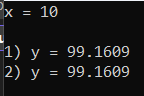 x = 10
1) y = 99.1609
2) y = 99.1609